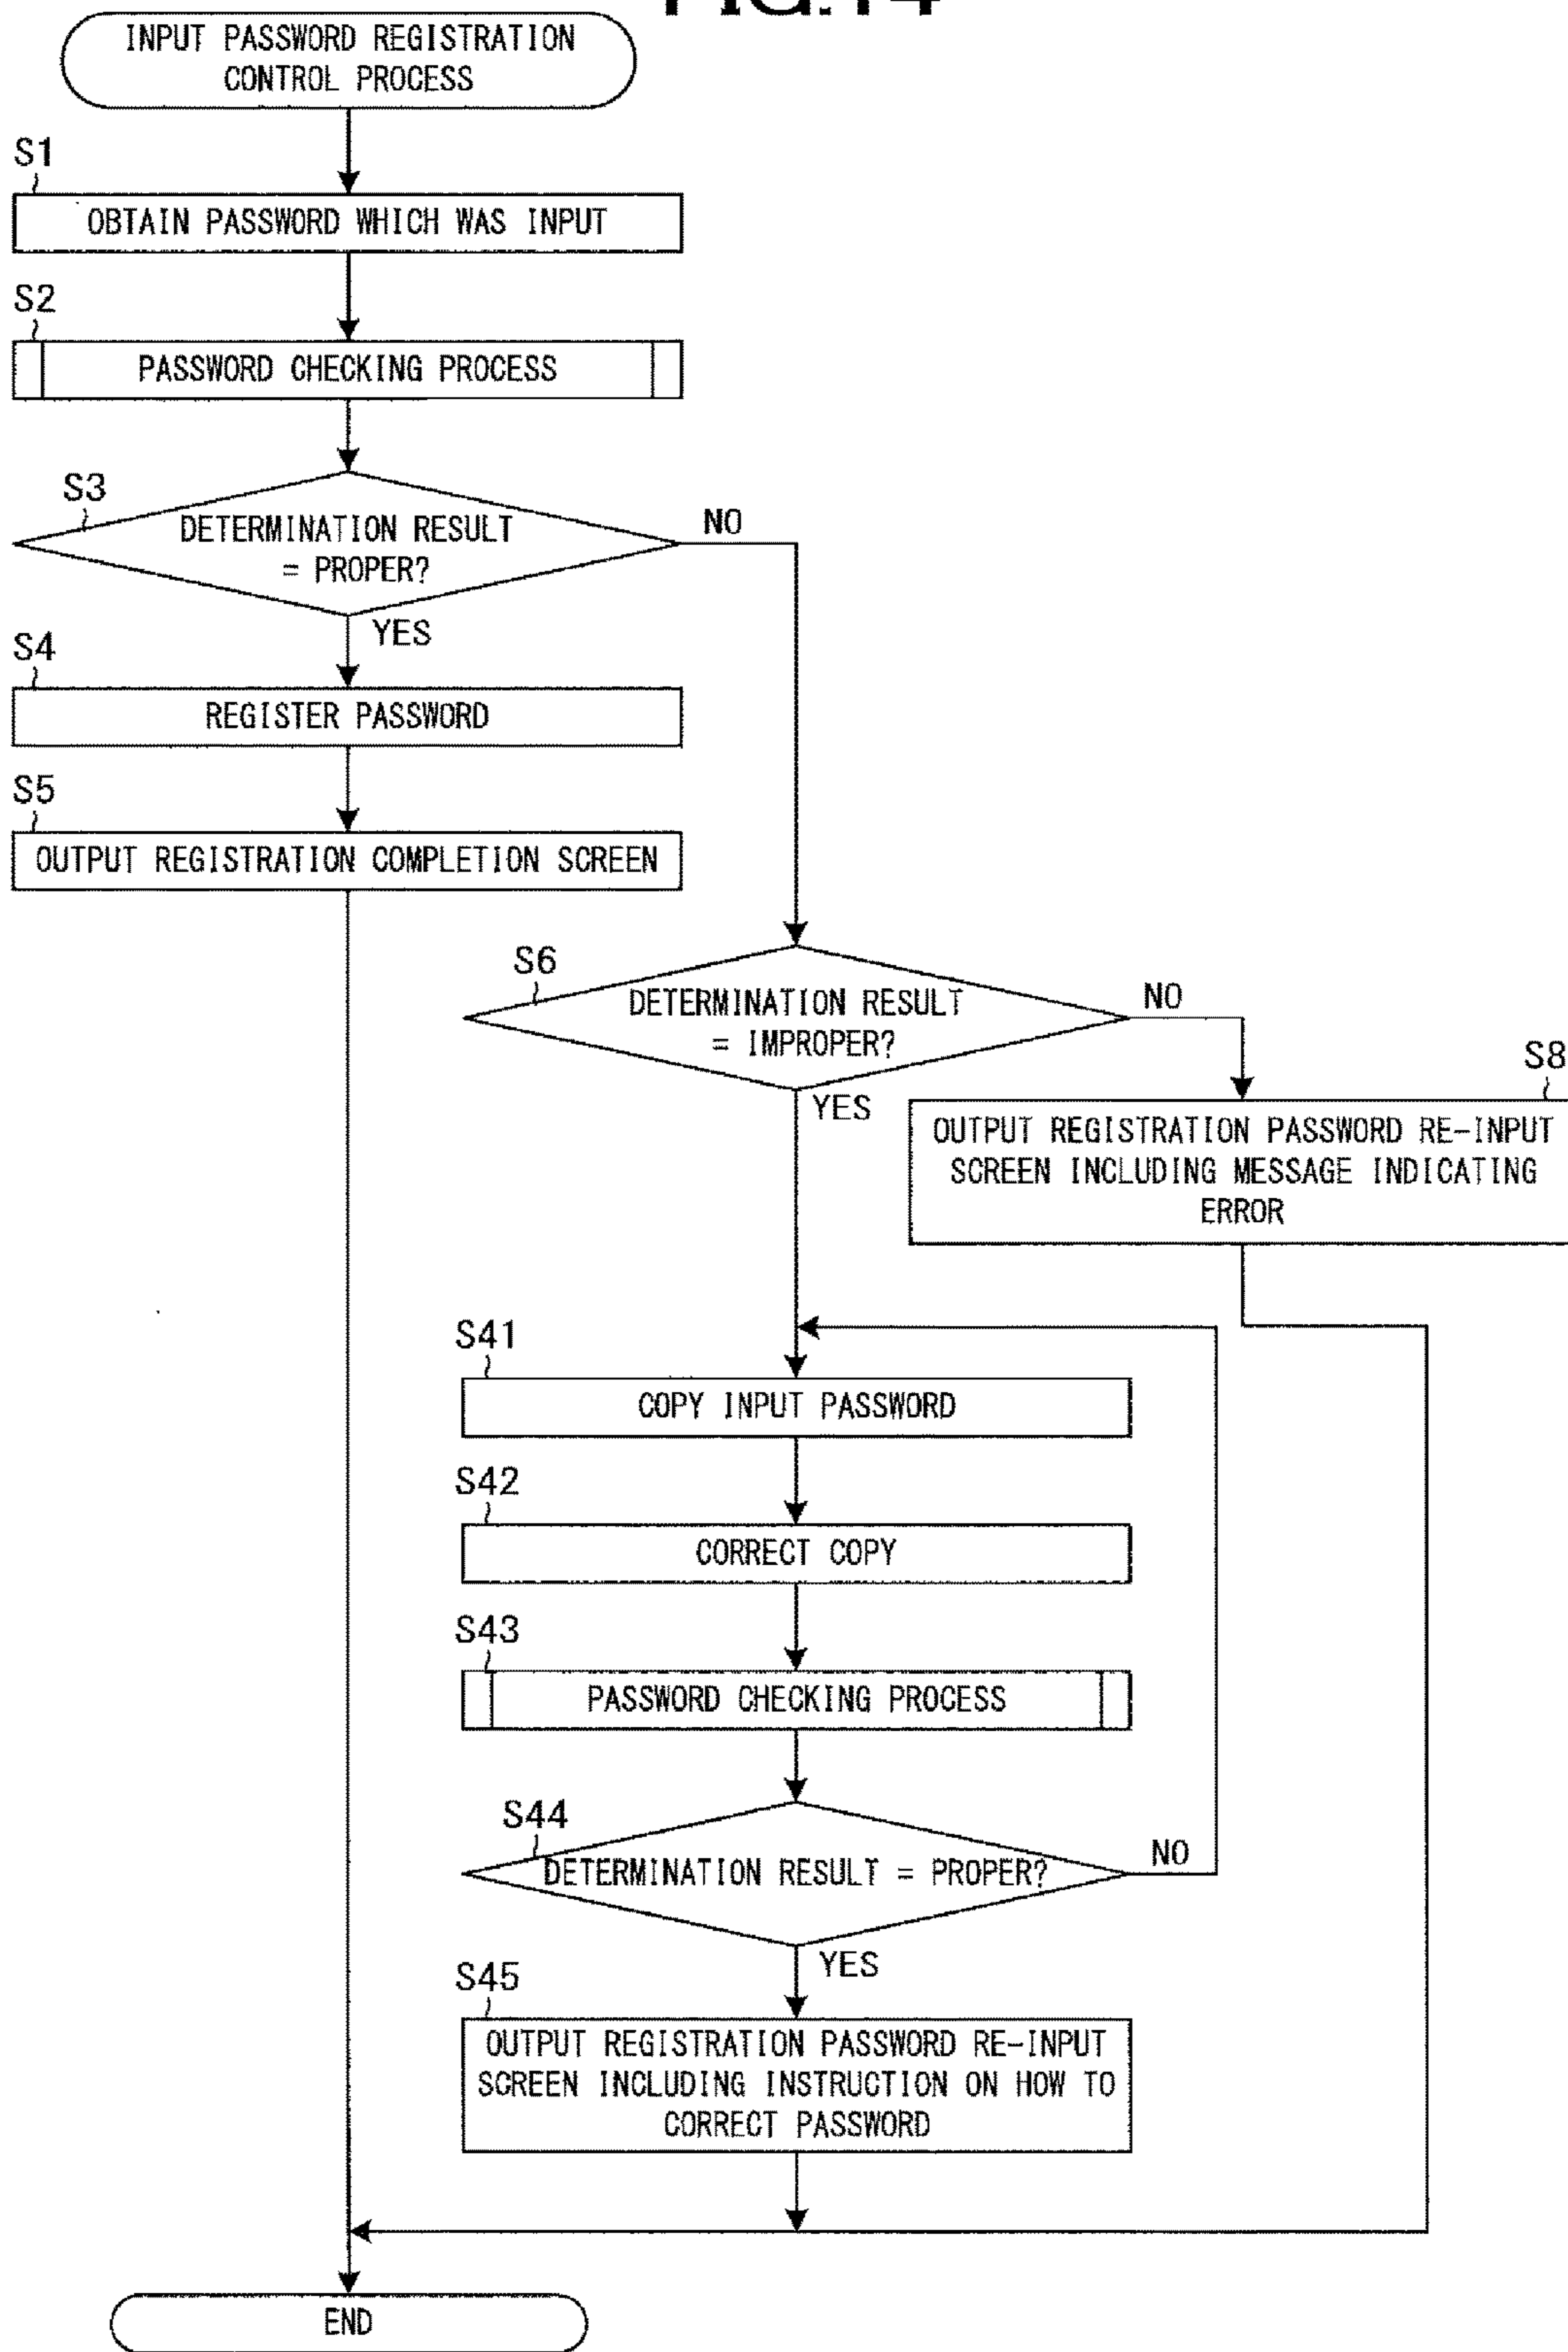 FIG.14
INPUT PASSWORD REGISTRATION
CONTROL PROCESS
S1
OBTAIN PASSWORD WHICH WAS INPUT
S2
PASSWORD CHECKING PROCESS
S3
DETERMINATION RESULT
= PROPER?
NO
YES
S4
REGISTER PASSWORD
S5
OUTPUT REGISTRATION COMPLETION SCREEN
S6
DETERMINATION RESULT
= IMPROPER?
NO
YES
S8
OUTPUT REGISTRATION PASSWORD RE-INPUT
SCREEN INCLUDING MESSAGE INDICATING
ERROR
S41
COPY INPUT PASSWORD
S42
CORRECT COPY
S43
PASSWORD CHECKING PROCESS
S44
DETERMINATION RESULT = PROPER?
NO
YES
S45
OUTPUT REGISTRATION PASSWORD RE-INPUT
SCREEN INCLUDING INSTRUCTION ON HOW TO
CORRECT PASSWORD
END